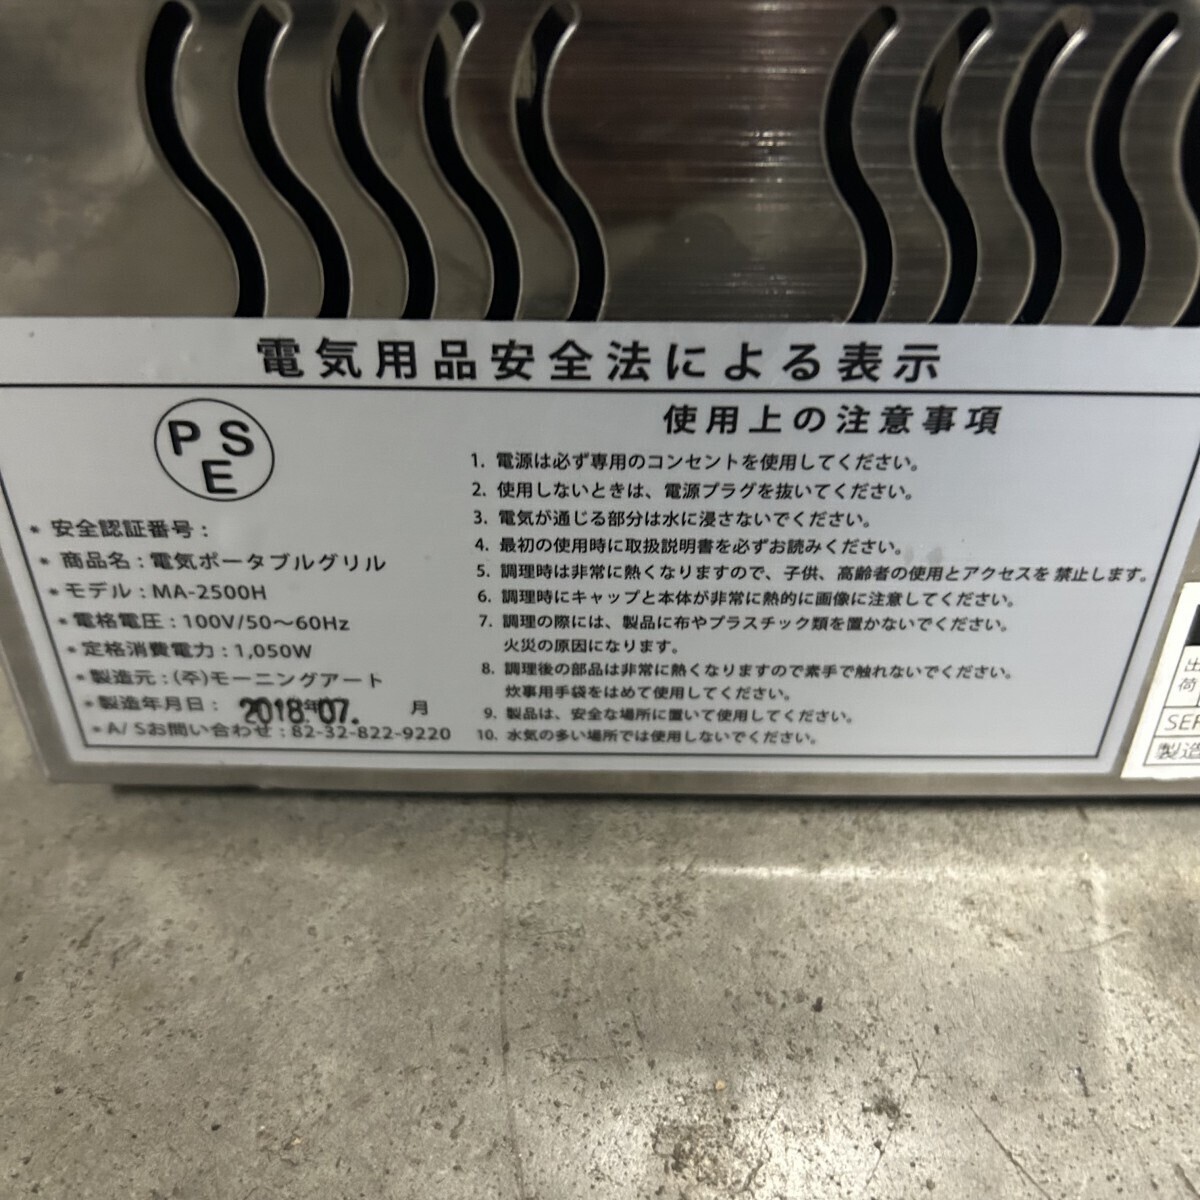 電気用品安全法による表示
PSE
* 安全認証番号 :
* 商品名 : 電気ポータブルグリル
* モデル : MA-2500H
* 電格電圧 : 100V/50～60Hz
* 定格消費電力 : 1,050W
* 製造元 : (주)モーニングアート
* 製造年月日 : 2018.07. 年 月
* A/ Sお問い合わせ : 82-32-822-9220
使用上の注意事項
1. 電源は必ず専用のコンセントを使用してください。
2. 使用しないときは、電源プラグを抜いてください。
3. 電気が通じる部分は水に浸さないでください。
4. 最初の使用時に取扱説明書を必ずお読みください。
5. 調理時は非常に熱くなりますので、子供、高齢者の使用とアクセスを 禁止します。
6. 調理時にキャップと本体が非常に熱的に画像に注意してください。
7. 調理の際には、製品に布やプラスチック類を置かないでください。
火災の原因になります。
8. 調理後の部品は非常に熱くなりますので素手で触れないでください。
炊事用手袋をはめて使用してください。
9. 製品は、安全な場所に置いて使用してください。
10. 水気の多い場所では使用しないでください。
出
荷
SEF
製造